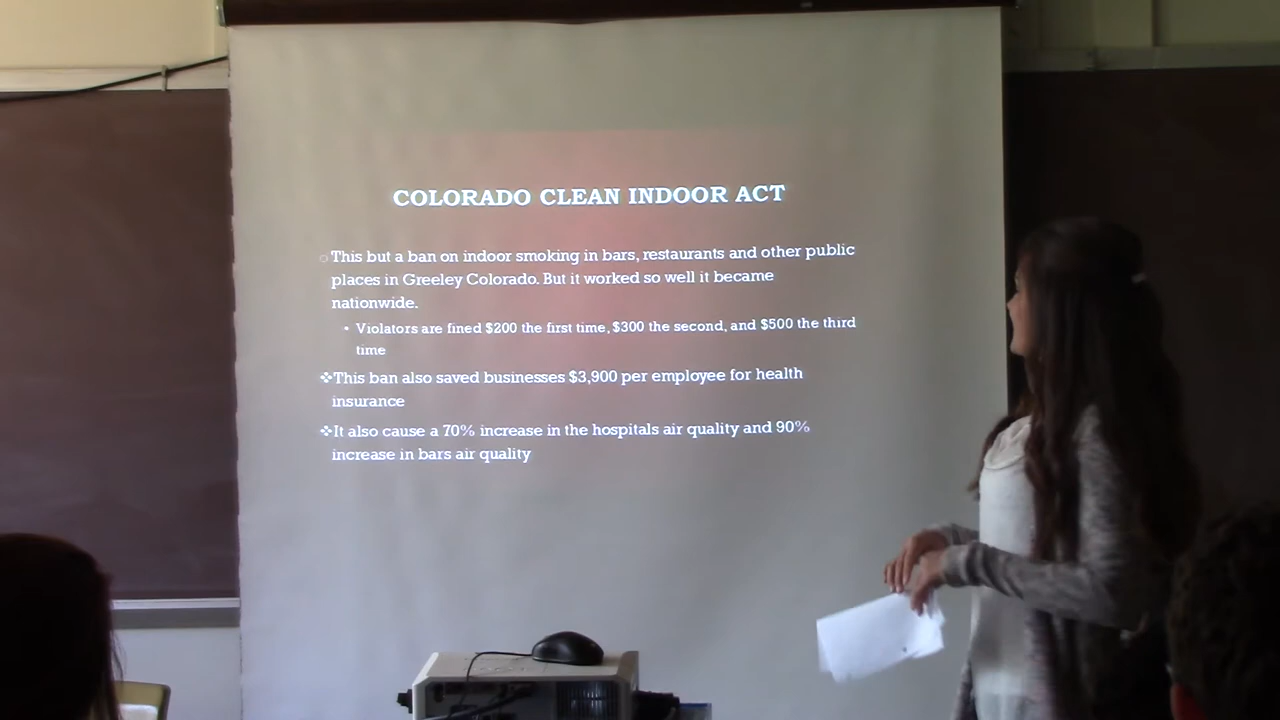 COLORADO CLEAN INDOOR ACT
This but a ban on indoor smoking in bars, restaurants and other public
places in Greeley Colorado. But it worked so well it became
nationwide.
Violators are fined $200 the first time, $300 the second, and $500 the third
time
This ban also saved businesses $3,900 per employee for health
insurance
It also cause a 70% increase in the hospitals air quality and 90%
increase in bars air quality